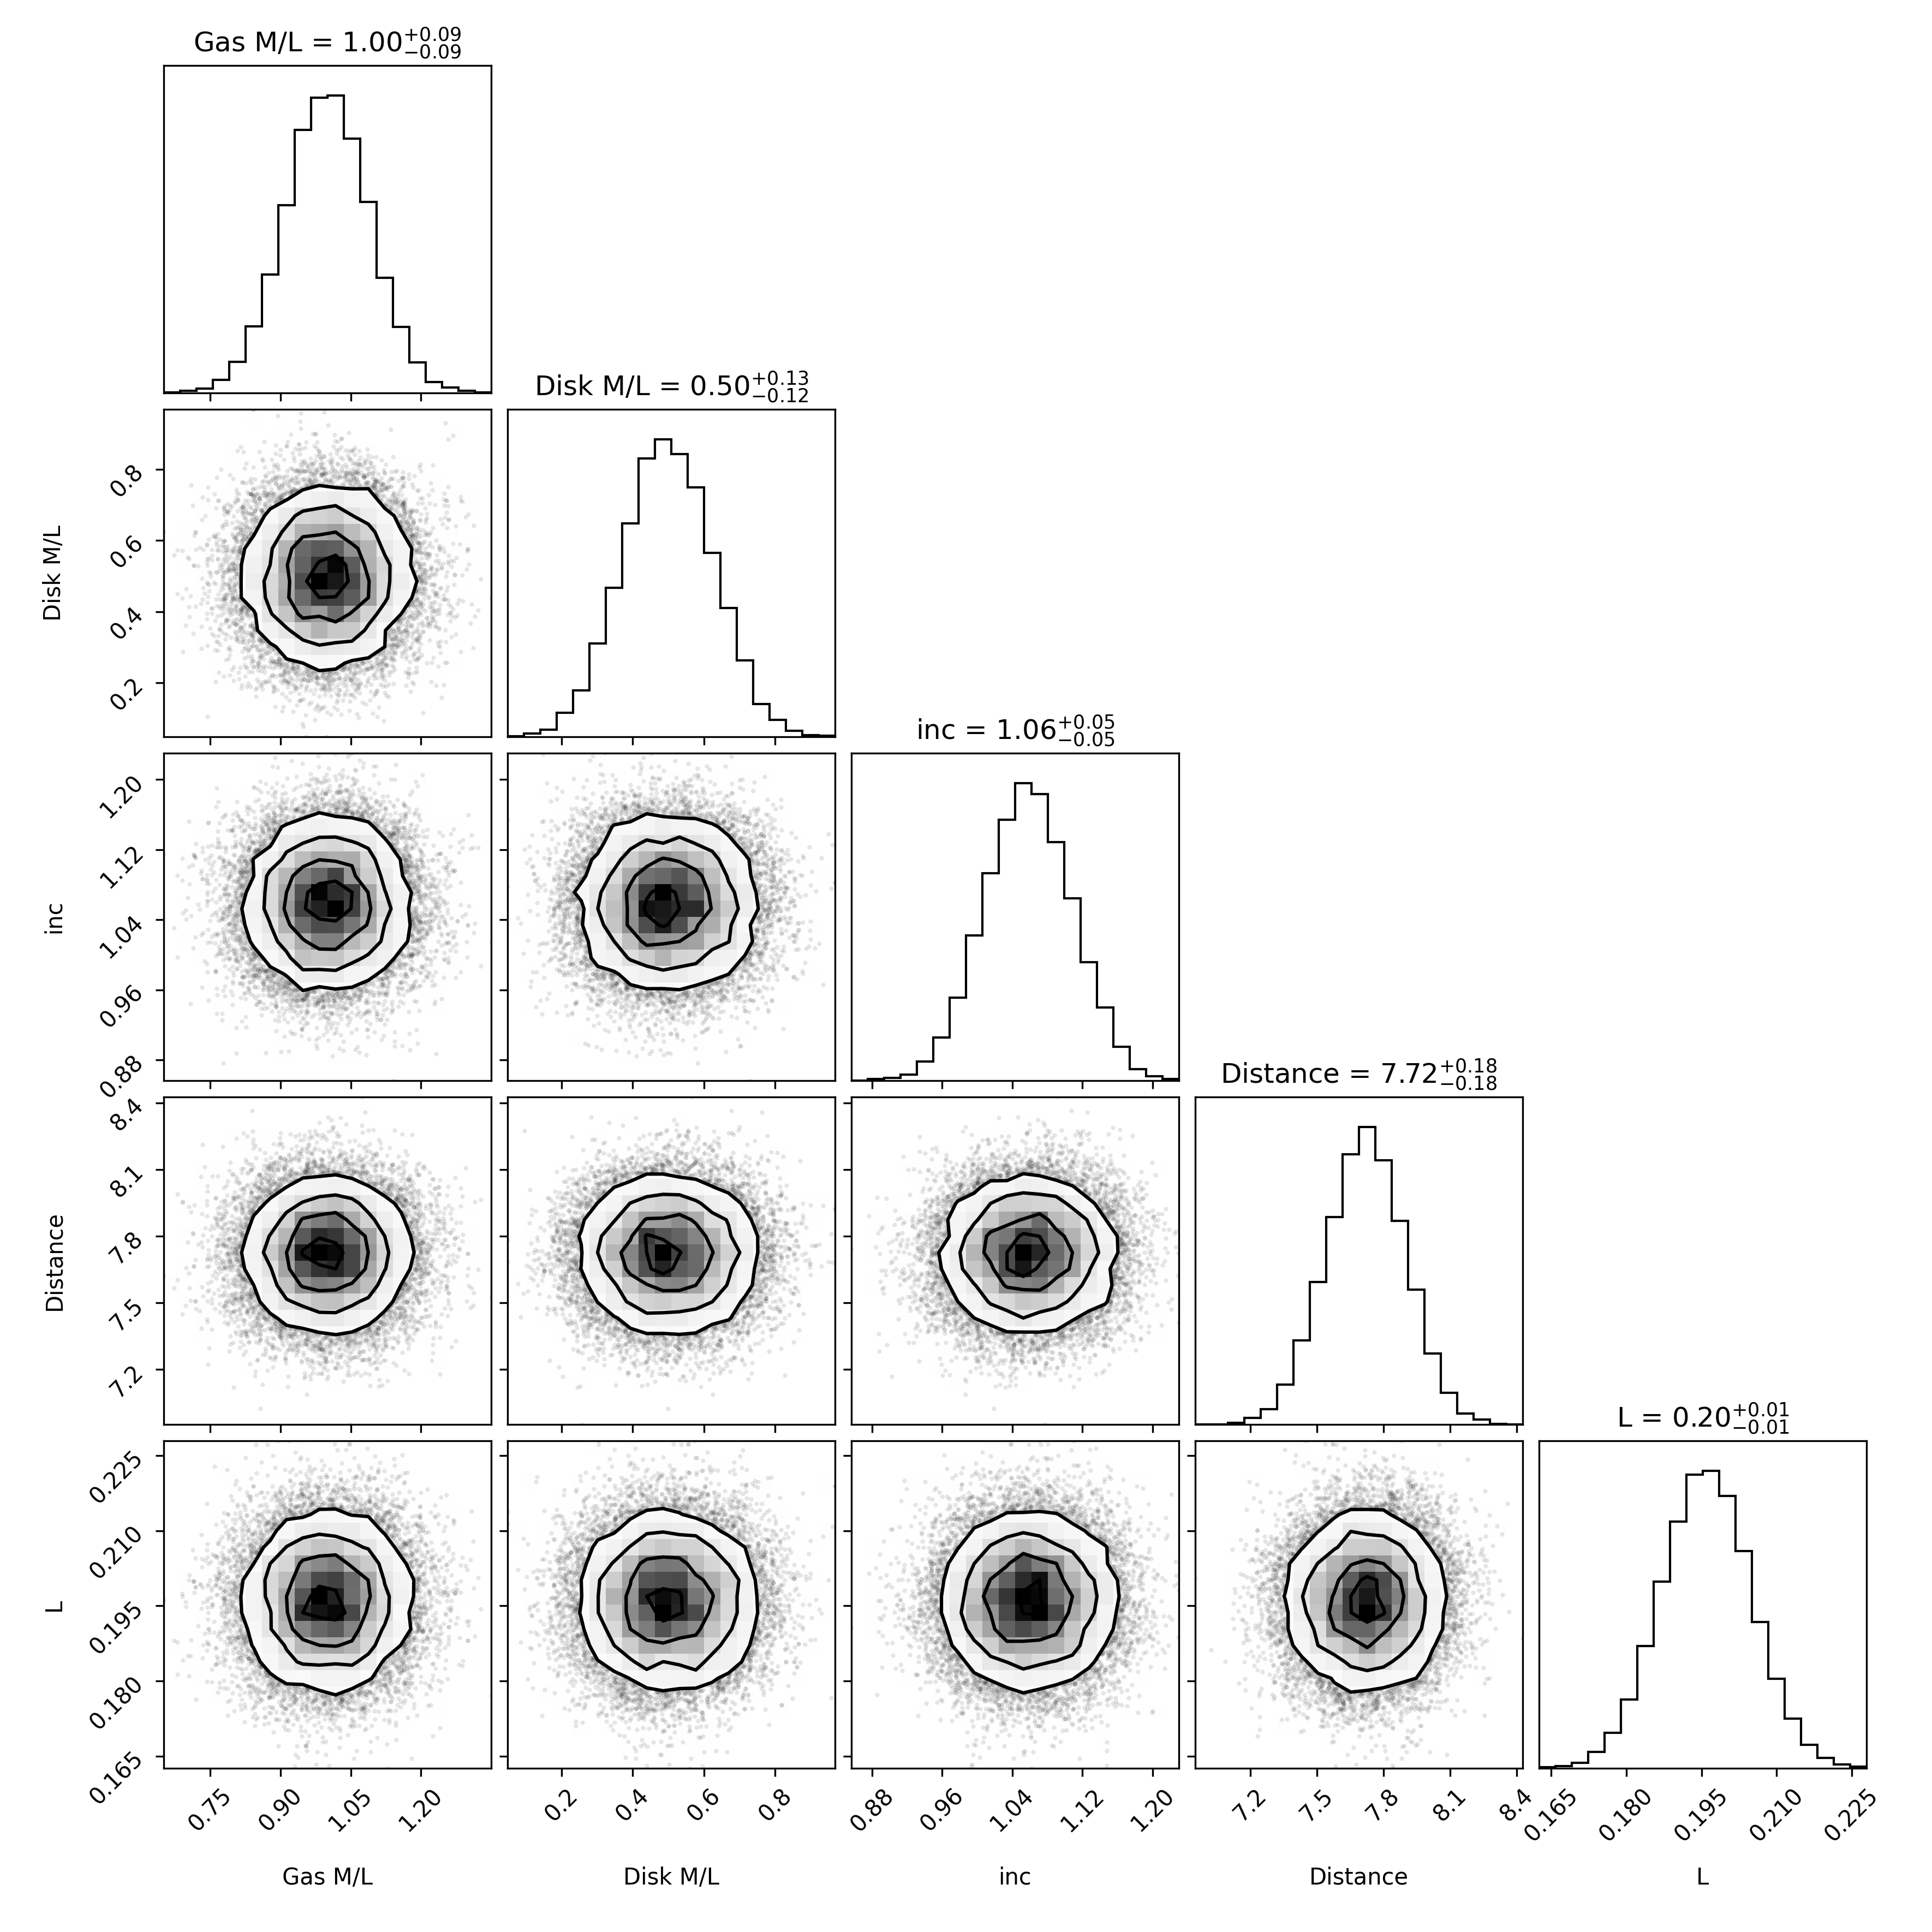 Gas M/L = 1.00 +0.09 −0.09
Disk M/L = 0.50 +0.13 −0.12
0.8
0.6
0.4
0.2
Disk M/L
inc = 1.06 +0.05 −0.05
1.20
1.12
1.04
0.96
0.88
inc
Distance = 7.72 +0.18 −0.18
8.4
8.1
7.8
7.5
7.2
Distance
L = 0.20 +0.01 −0.01
0.225
0.210
0.195
0.180
0.165
L
0.75 0.90 1.05 1.20 0.2 0.4 0.6 0.8 0.88 0.96 1.04 1.12 1.20 7.2 7.5 7.8 8.1 8.4 0.165 0.180 0.195 0.210 0.225
Gas M/L Disk M/L inc Distance L